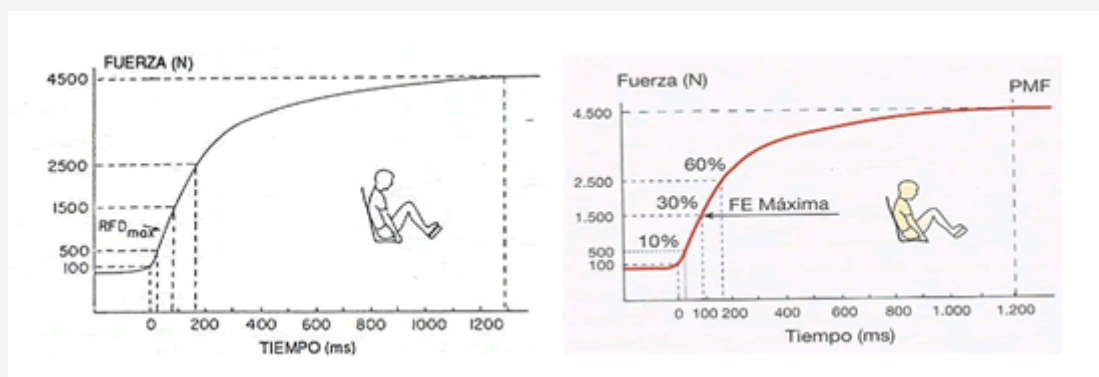 FUERZA (N)
4500
2500
1500
RFD max
500
100
0 200 400 600 800 1000 1200
TIEMPO (ms)
Fuerza (N)
PMF
4.500
60%
2.500
30% FE Máxima
1.500
10%
500
100
0 100 200 400 600 800 1.000 1.200
Tiempo (ms)